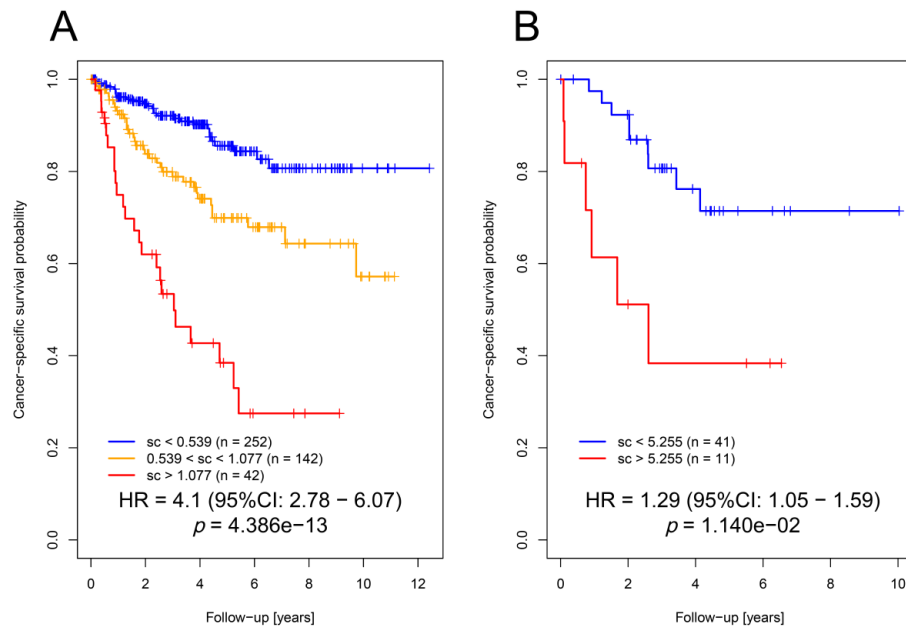 A
Cancer-specific survival probability
1.0
0.8
0.6
0.4
0.2
0.0
sc < 0.539 (n = 252)
0.539 < sc < 1.077 (n = 142)
sc > 1.077 (n = 42)
HR = 4.1 (95%CI: 2.78 − 6.07)
p = 4.386e−13
0 2 4 6 8 10 12
Follow−up [years]
B
Cancer-specific survival probability
1.0
0.8
0.6
0.4
0.2
0.0
sc < 5.255 (n = 41)
sc > 5.255 (n = 11)
HR = 1.29 (95%CI: 1.05 − 1.59)
p = 1.140e−02
0 2 4 6 8 10
Follow−up [years]